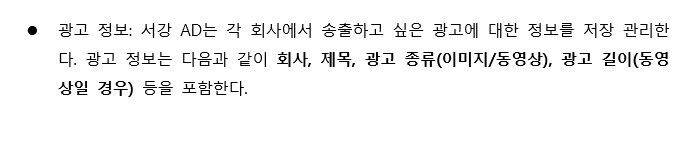 ● 광고 정보: 서강 AD는 각 회사에서 송출하고 싶은 광고에 대한 정보를 저장 관리한
다. 광고 정보는 다음과 같이 회사, 제목, 광고 종류(이미지/동영상), 광고 길이(동영
상일 경우) 등을 포함한다.